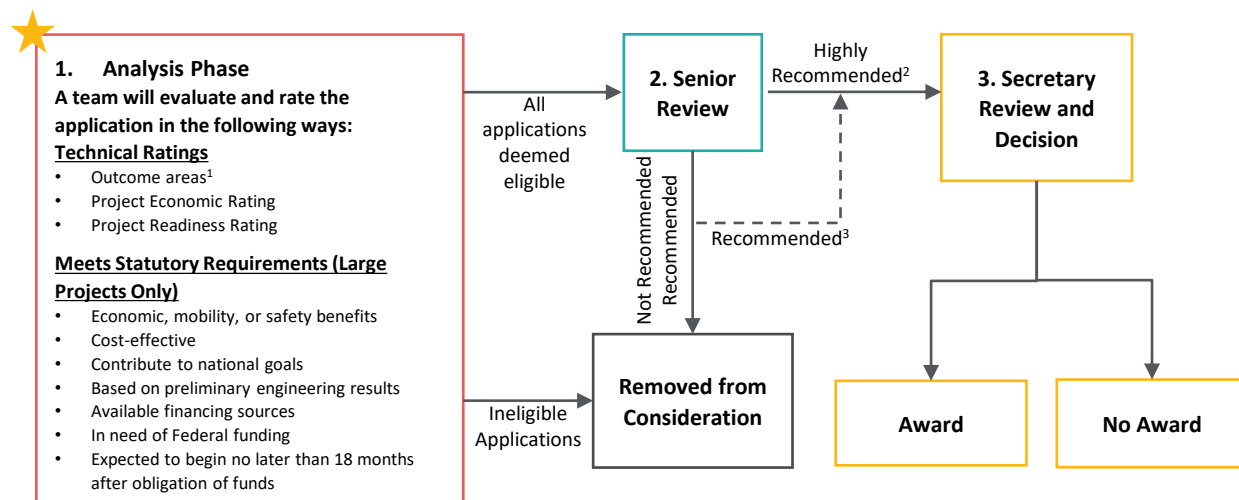 1. Analysis Phase
A team will evaluate and rate the
application in the following ways:
Technical Ratings
• Outcome areas¹
• Project Economic Rating
• Project Readiness Rating
Meets Statutory Requirements (Large
Projects Only)
• Economic, mobility, or safety benefits
• Cost-effective
• Contribute to national goals
• Based on preliminary engineering results
• Available financing sources
• In need of Federal funding
• Expected to begin no later than 18 months
after obligation of funds
All
applications
deemed
eligible
Ineligible
Applications
2. Senior
Review
Highly
Recommended²
Not Recommended
Recommended
Recommended³
Removed from
Consideration
3. Secretary
Review and
Decision
Award
No Award